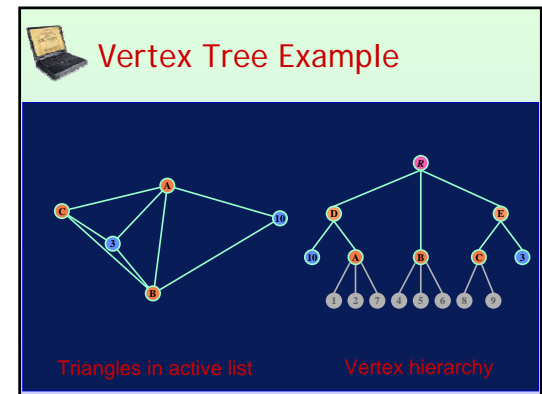 Vertex Tree Example
R
A
C
10
3
B
D
E
10
A
B
C
3
1 2 7 4 5 6 8 9
Triangles in active list
Vertex hierarchy